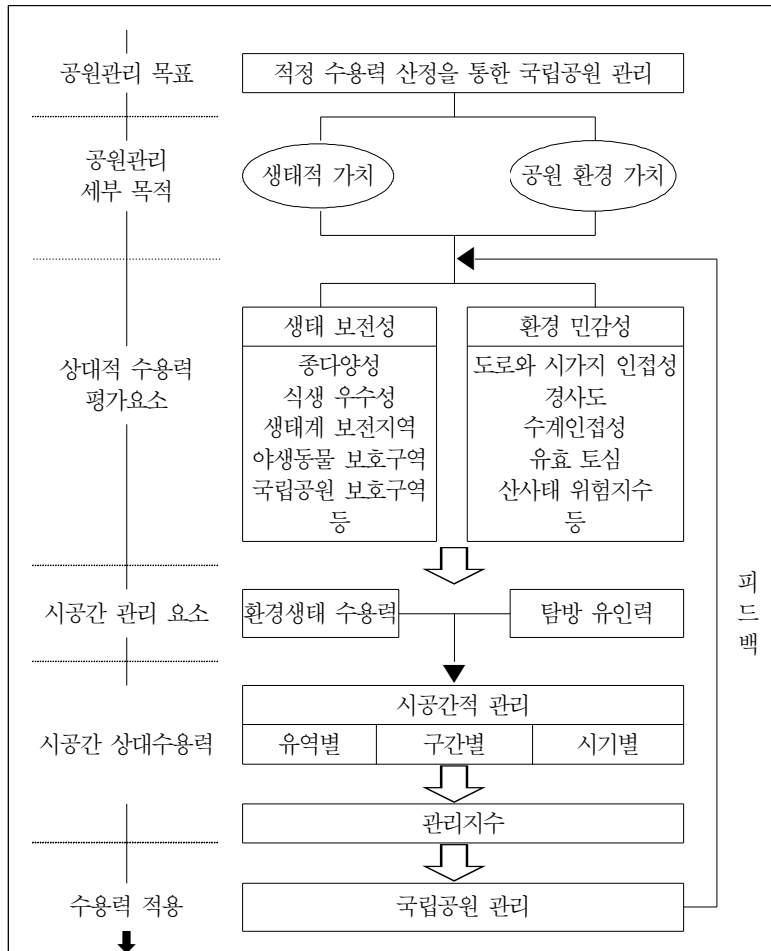 공원관리 목표
적정 수용력 산정을 통한 국립공원 관리
공원관리
세부 목적
생태적 가치
공원 환경 가치
상대적 수용력
평가요소
생태 보전성
종다양성
식생 우수성
생태계 보전지역
야생동물 보호구역
국립공원 보호구역
등
환경 민감성
도로와 시가지 인접성
경사도
수계인접성
유효 토심
산사태 위험지수
등
시공간 관리 요소
환경생태 수용력
탐방 유인력
피
드
백
시공간 상대수용력
시공간적 관리
유역별
구간별
시기별
관리지수
수용력 적용
국립공원 관리